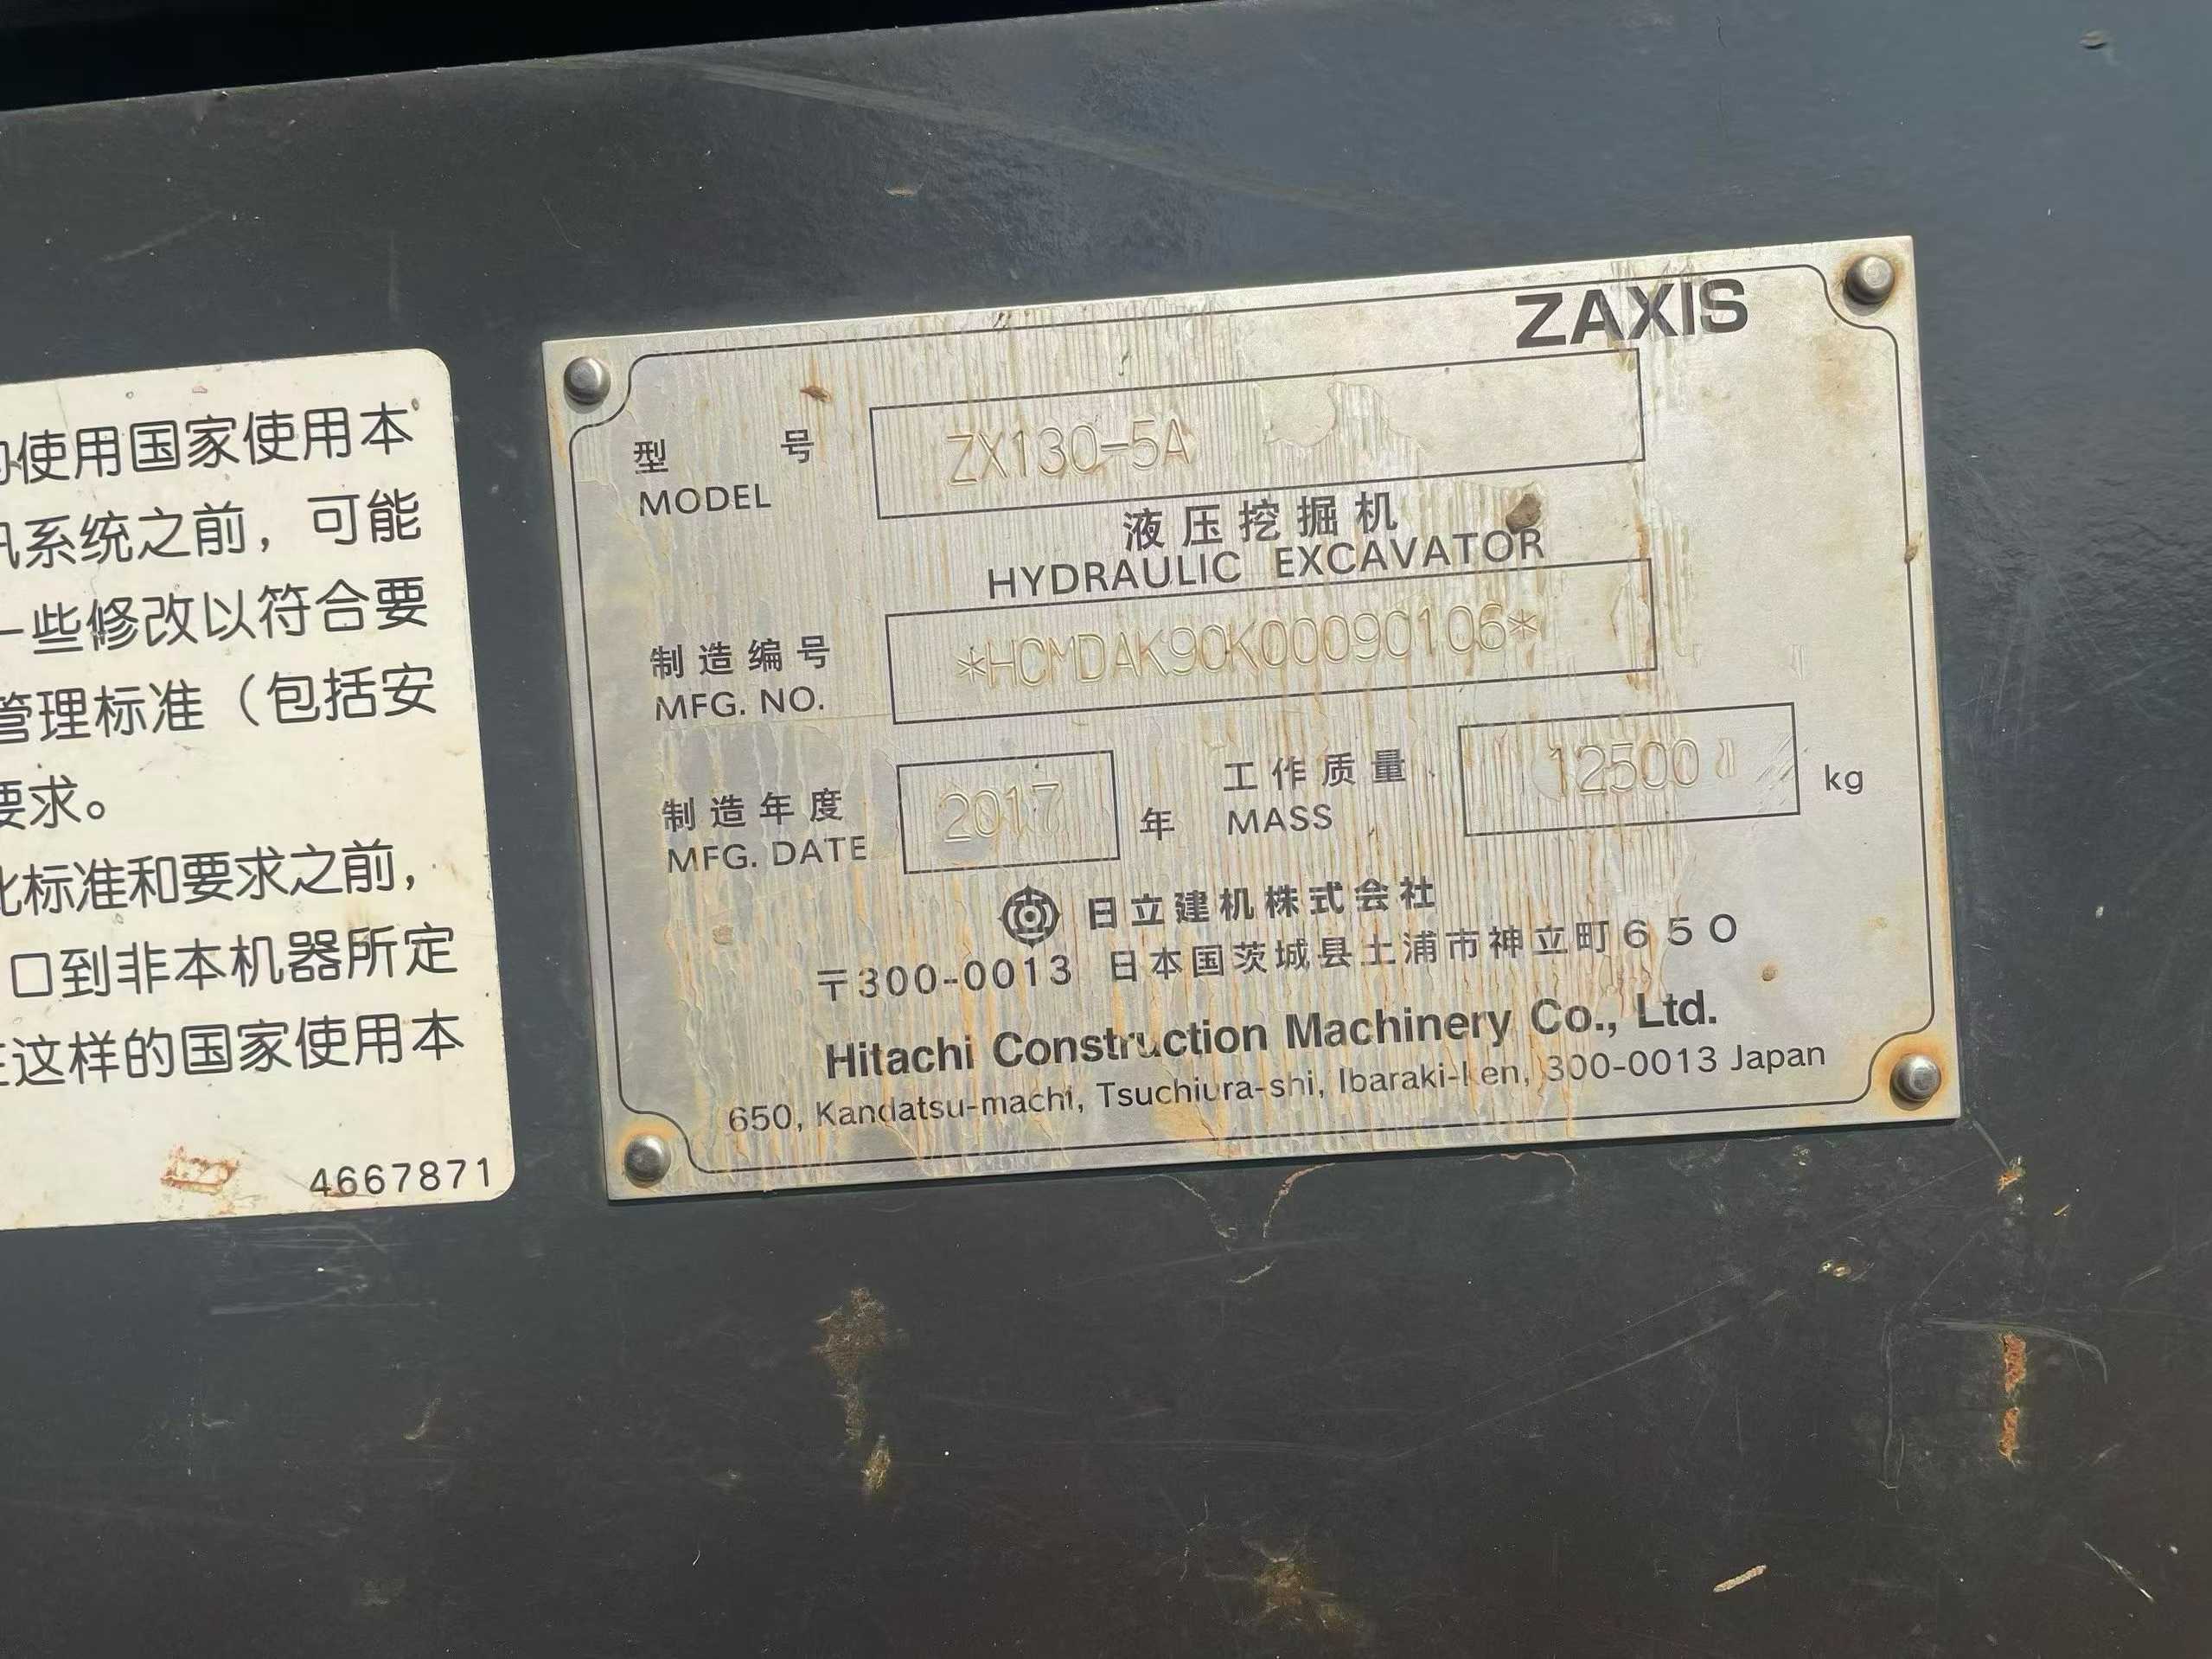 的使用国家使用本
讯系统之前，可能
一些修改以符合要
管理标准（包括安
要求。
此标准和要求之前，
口到非本机器所定
在这样的国家使用本
4667871
ZAXIS
型 号 ZX130-5A
MODEL
液压挖掘机
HYDRAULIC EXCAVATOR
制造编号 *HCMDAK90K00090106*
MFG. NO.
制造年度 2017 年 工作质量 12500 kg
MFG. DATE MASS
日立建机株式会社
〒300-0013 日本国茨城县土浦市神立町650
Hitachi Construction Machinery Co., Ltd.
650, Kandatsu-machi, Tsuchiura-shi, Ibaraki-ken, 300-0013 Japan